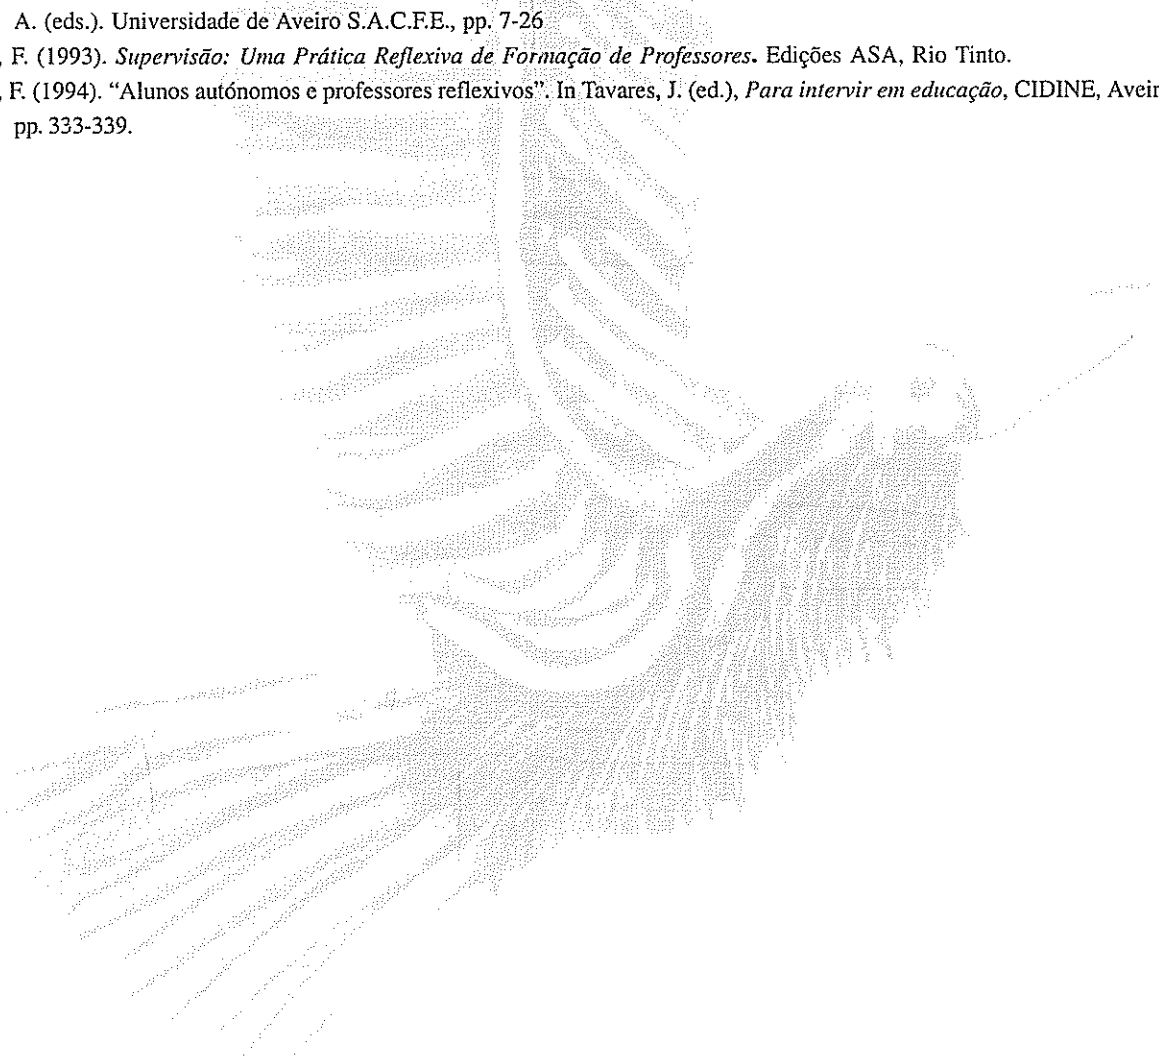 A. (eds.). Universidade de Aveiro S.A.C.F.E., pp. 7-26
, F. (1993). Supervisão: Uma Prática Reflexiva de Formação de Professores. Edições ASA, Rio Tinto.
, F. (1994). “Alunos autónomos e professores reflexivos”. In Tavares, J. (ed.), Para intervir em educação, CIDINE, Aveir
pp. 333-339.